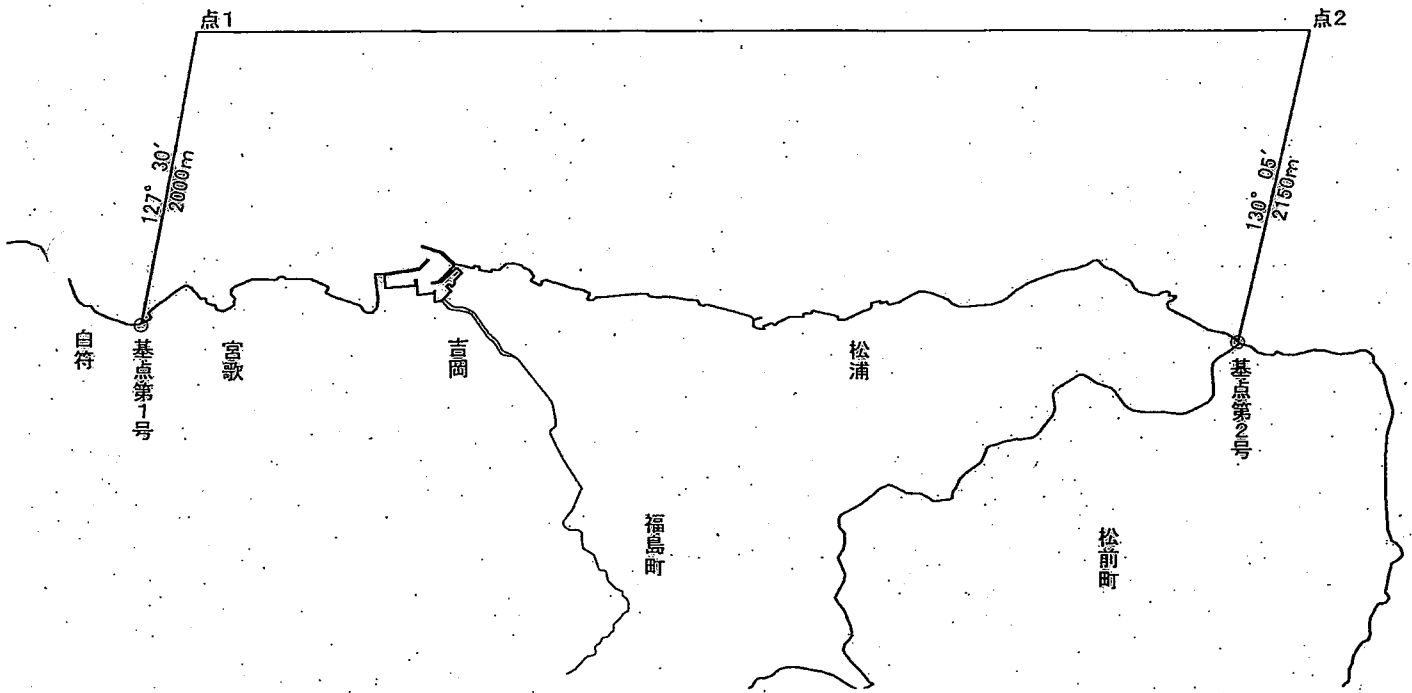 点1
点2
127° 30′
2000m
130° 05′
2150m
白符
基点第1号
宮歌
吉岡
松浦
基点第2号
福島町
松前町